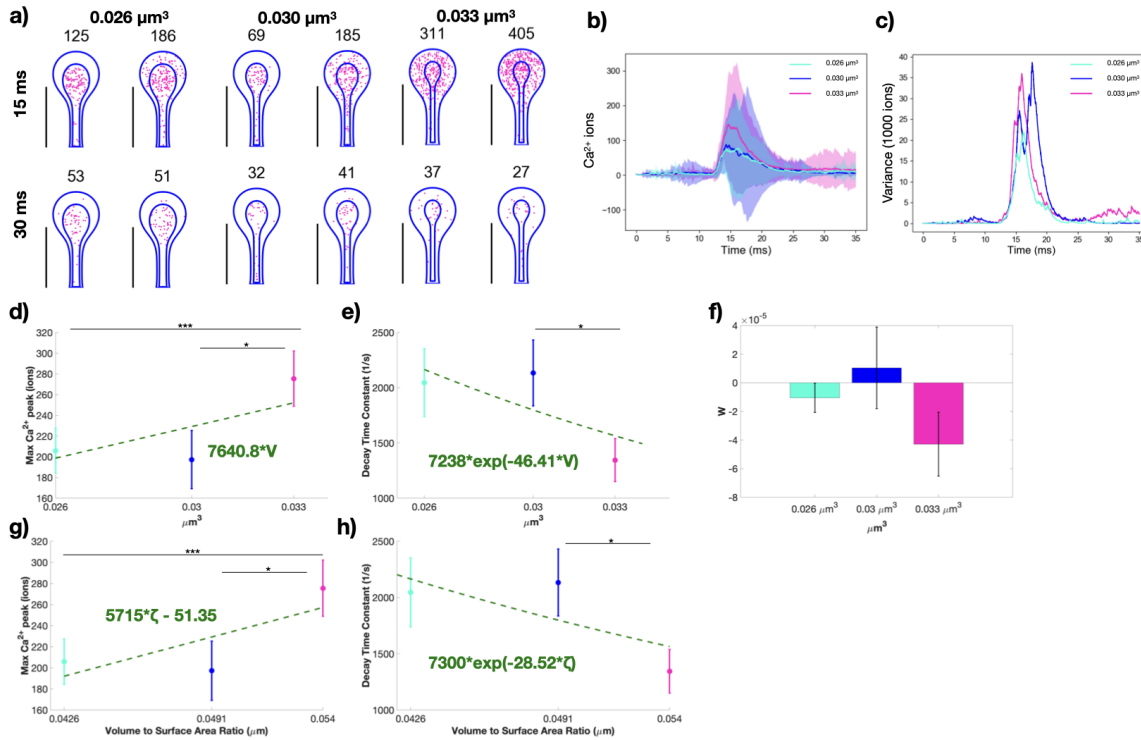 a)
0.026 µm³
0.030 µm³
0.033 µm³
125
186
69
185
311
405
15 ms
53
51
32
41
37
27
30 ms
b)
0.026 µm³
0.030 µm³
0.033 µm³
Ca²⁺ ions
300
200
100
0
−100
0
5
10
15
20
25
30
35
Time (ms)
c)
0.026 µm³
0.030 µm³
0.033 µm³
Variance (1000 ions)
40
35
30
25
20
15
10
5
0
0
5
10
15
20
25
30
35
Time (ms)
d)
***
*
Max Ca²⁺ peak (ions)
320
300
280
260
240
220
200
180
160
7640.8*V
0.026
0.03
0.033
μm³
e)
*
Decay Time Constant (1/s)
2500
2000
1500
1000
7238*exp(-46.41*V)
0.026
0.03
0.033
μm³
f)
×10⁻⁵
w
4
2
0
-2
-4
-6
-8
0.026 μm³
0.03 μm³
0.033 μm³
μm³
g)
***
*
Max Ca²⁺ peak (ions)
320
300
280
260
240
220
200
180
160
5715*ζ - 51.35
0.0426
0.0491
0.054
Volume to Surface Area Ratio (μm)
h)
*
Decay Time Constant (1/s)
2500
2000
1500
1000
7300*exp(-28.52*ζ)
0.0426
0.0491
0.054
Volume to Surface Area Ratio (μm)